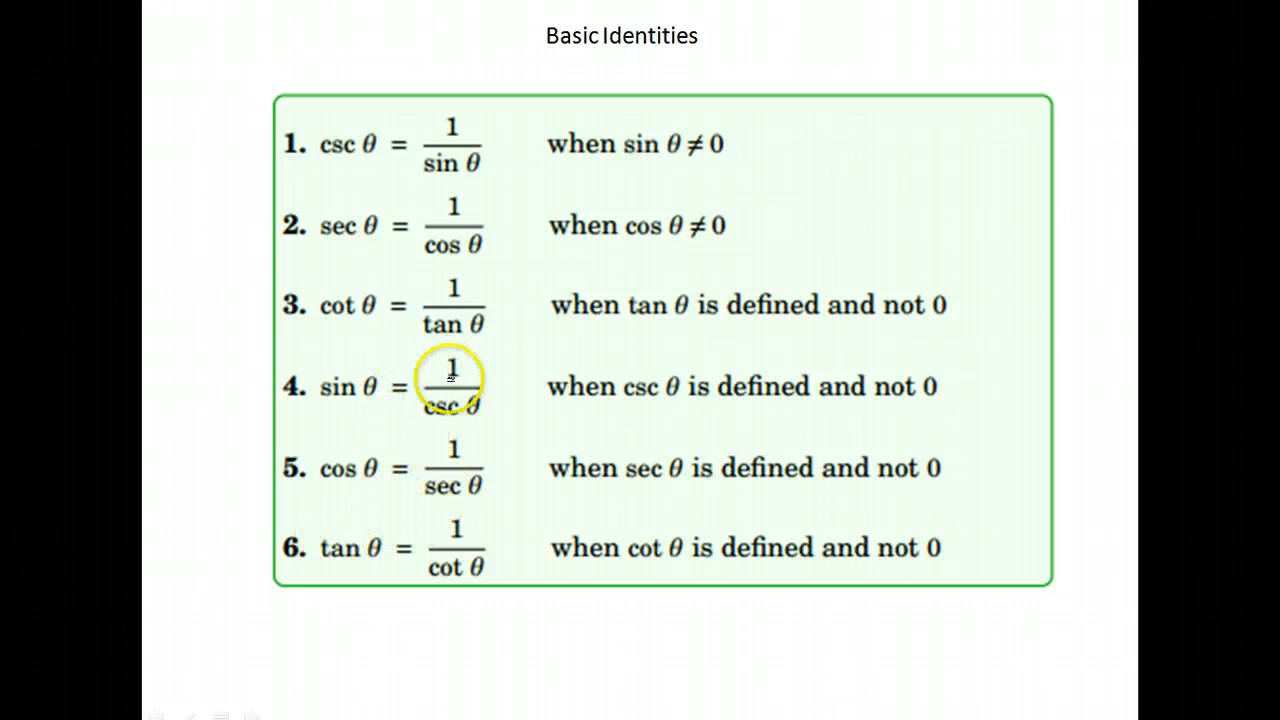 Basic Identities
1. csc θ = 1/sin θ when sin θ ≠ 0
2. sec θ = 1/cos θ when cos θ ≠ 0
3. cot θ = 1/tan θ when tan θ is defined and not 0
4. sin θ = 1/csc θ when csc θ is defined and not 0
5. cos θ = 1/sec θ when sec θ is defined and not 0
6. tan θ = 1/cot θ when cot θ is defined and not 0